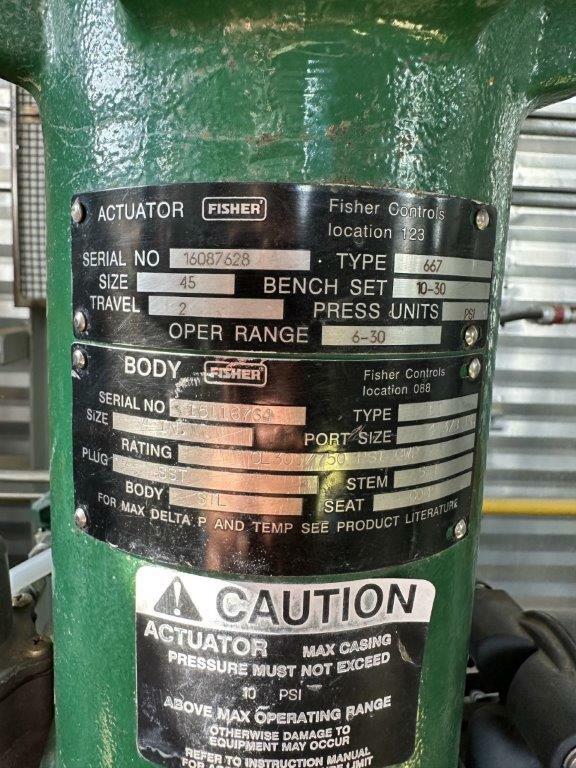 ACTUATOR FISHER Fisher Controls
location 123
SERIAL NO 16087628 TYPE 667
SIZE 45 BENCH SET 10-30
TRAVEL 2 PRESS UNITS PSI
OPER RANGE 6-30
BODY FISHER Fisher Controls
location 088
SERIAL NO TYPE
SIZE PORT SIZE
RATING
PLUG SST STEM
BODY STL SEAT
FOR MAX DELTA P AND TEMP SEE PRODUCT LITERATURE
CAUTION
ACTUATOR MAX CASING
PRESSURE MUST NOT EXCEED
10 PSI
ABOVE MAX OPERATING RANGE
OTHERWISE DAMAGE TO
EQUIPMENT MAY OCCUR
REFER TO INSTRUCTION MANUAL